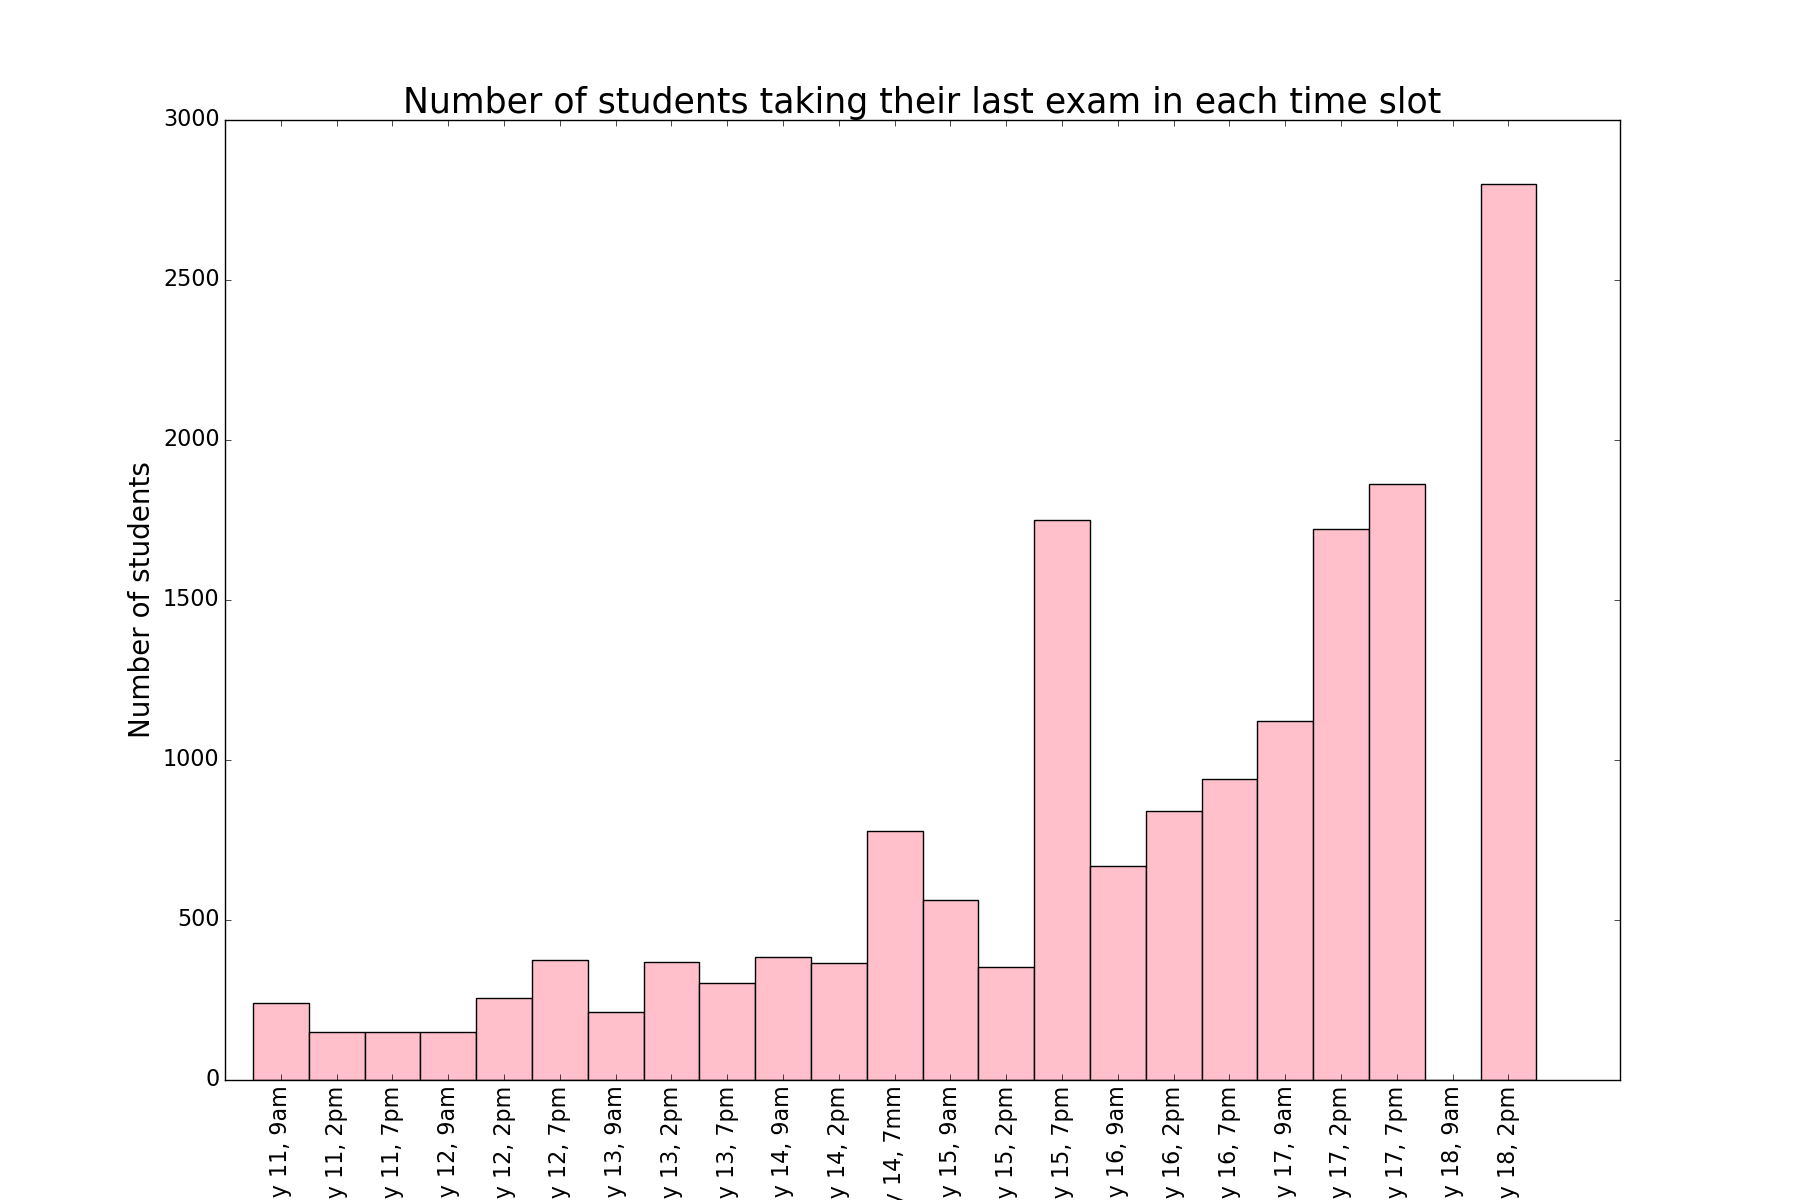 Number of students taking their last exam in each time slot
3000
2500
2000
1500
1000
500
0
Number of students
y 11, 9am
y 11, 2pm
y 11, 7pm
y 12, 9am
y 12, 2pm
y 12, 7pm
y 13, 9am
y 13, 2pm
y 13, 7pm
y 14, 9am
y 14, 2pm
y 14, 7mm
y 15, 9am
y 15, 2pm
y 15, 7pm
y 16, 9am
y 16, 2pm
y 16, 7pm
y 17, 9am
y 17, 2pm
y 17, 7pm
y 18, 9am
y 18, 2pm